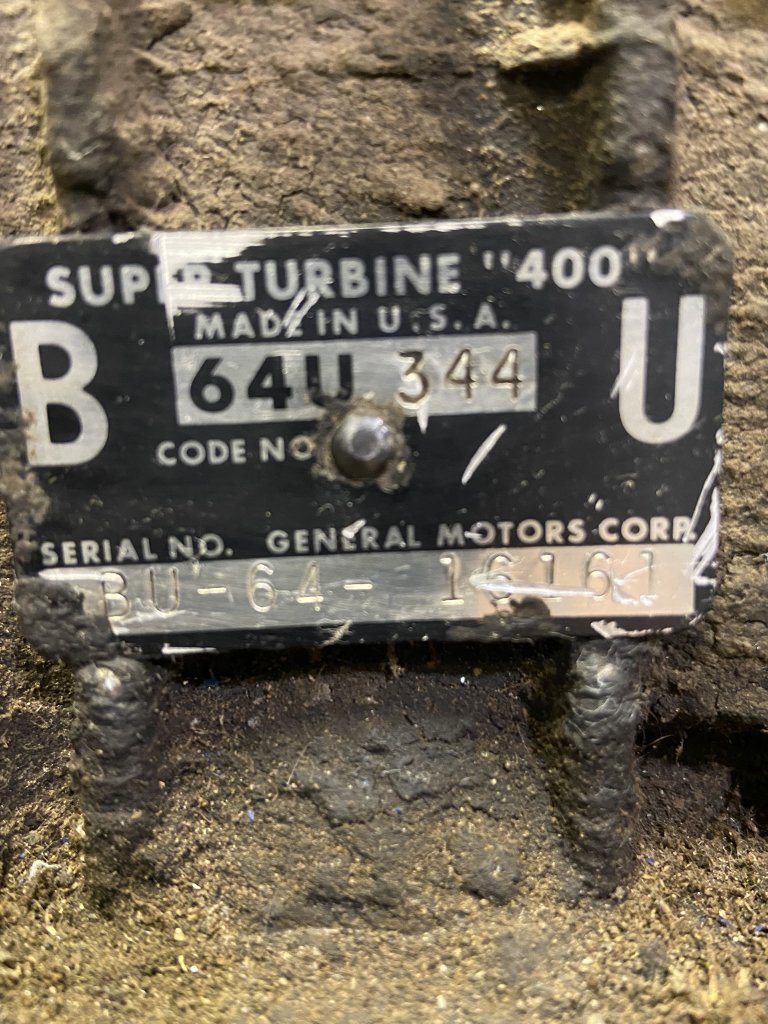 SUPER TURBINE "400"
MADE IN U.S.A.
B 64U 344 U
CODE NO
SERIAL NO. GENERAL MOTORS CORP.
BU-64- 16161